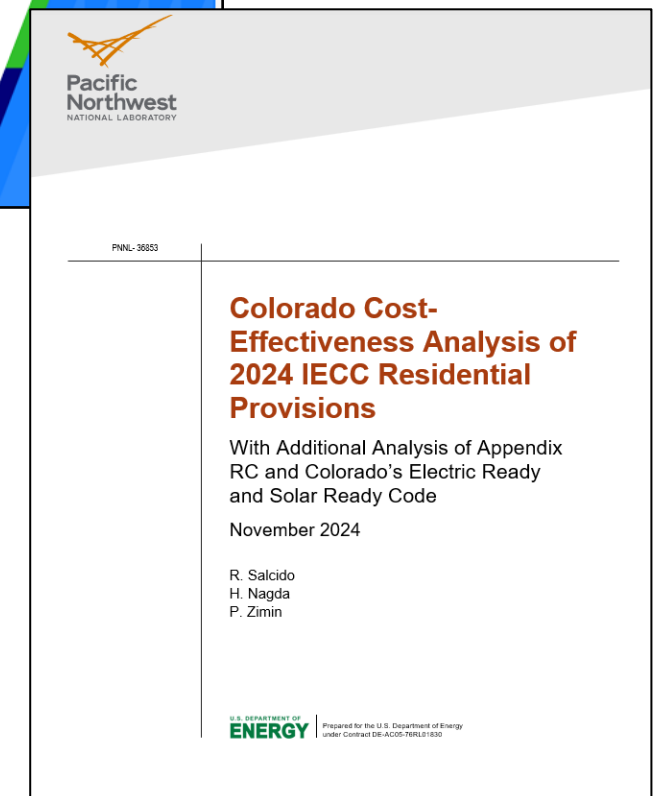 Pacific
Northwest
NATIONAL LABORATORY
PNNL- 36853
Colorado Cost-
Effectiveness Analysis of
2024 IECC Residential
Provisions
With Additional Analysis of Appendix
RC and Colorado's Electric Ready
and Solar Ready Code
November 2024
R. Salcido
H. Nagda
P. Zimin
U.S. DEPARTMENT OF
ENERGY
Prepared for the U.S. Department of Energy
under Contract DE-AC05-76RL01830